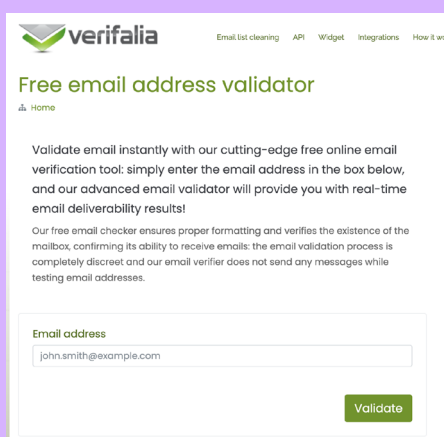 verifalia
Email list cleaning API Widget Integrations How it
Free email address validator
Home
Validate email instantly with our cutting-edge free online email
verification tool: simply enter the email address in the box below,
and our advanced email validator will provide you with real-time
email deliverability results!
Our free email checker ensures proper formatting and verifies the existence of the
mailbox, confirming its ability to receive emails: the email validation process is
completely discreet and our email verifier does not send any messages while
testing email addresses.
Email address
john.smith@example.com
Validate